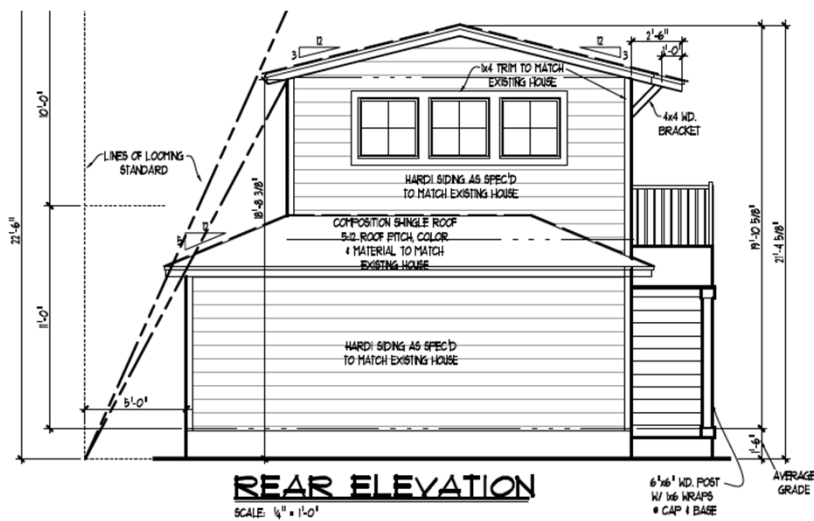 12
3
12
3
2'-6"
1'-0"
1x4 TRIM TO MATCH
EXISTING HOUSE
4x4 WD.
BRACKET
10'-0"
LINES OF LOOMING
STANDARD
HARDI SIDING AS SPEC'D
TO MATCH EXISTING HOUSE
18'-8 3/8"
22'-6"
19'-10 5/8"
21'-4 5/8"
12
COMPOSITION SHINGLE ROOF
5:12 ROOF PITCH, COLOR
& MATERIAL TO MATCH
EXISTING HOUSE
11'-0"
HARDI SIDING AS SPEC'D
TO MATCH EXISTING HOUSE
5'-0"
1'-6"
AVERAGE
GRADE
REAR ELEVATION
SCALE: 1/4" = 1'-0"
6"x6" WD. POST
W/ 1x6 WRAPS
@ CAP & BASE